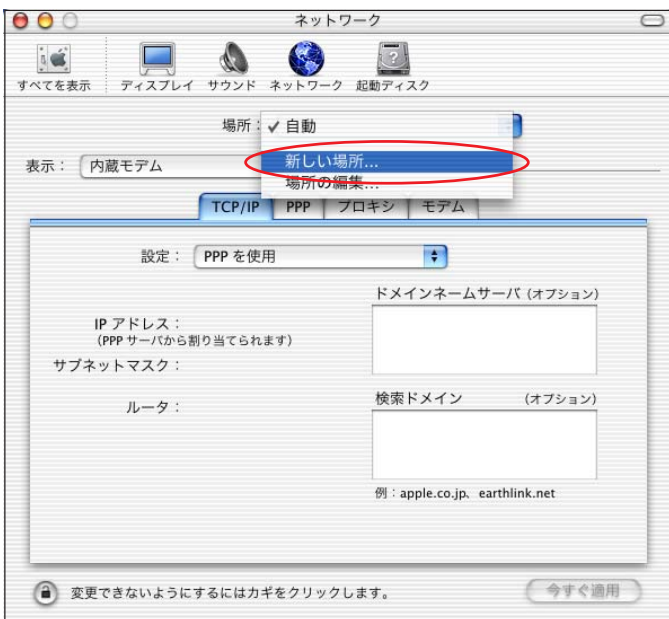 ネットワーク
すべてを表示 ディスプレイ サウンド ネットワーク 起動ディスク
場所： ✓ 自動
新しい場所...
場所の編集...
表示： 内蔵モデム
TCP/IP PPP プロキシ モデム
設定： PPP を使用
ドメインネームサーバ (オプション)
IP アドレス：
（PPP サーバから割り当てられます）
サブネットマスク：
ルータ：
検索ドメイン (オプション)
例：apple.co.jp、earthlink.net
変更できないようにするにはカギをクリックします。
今すぐ適用